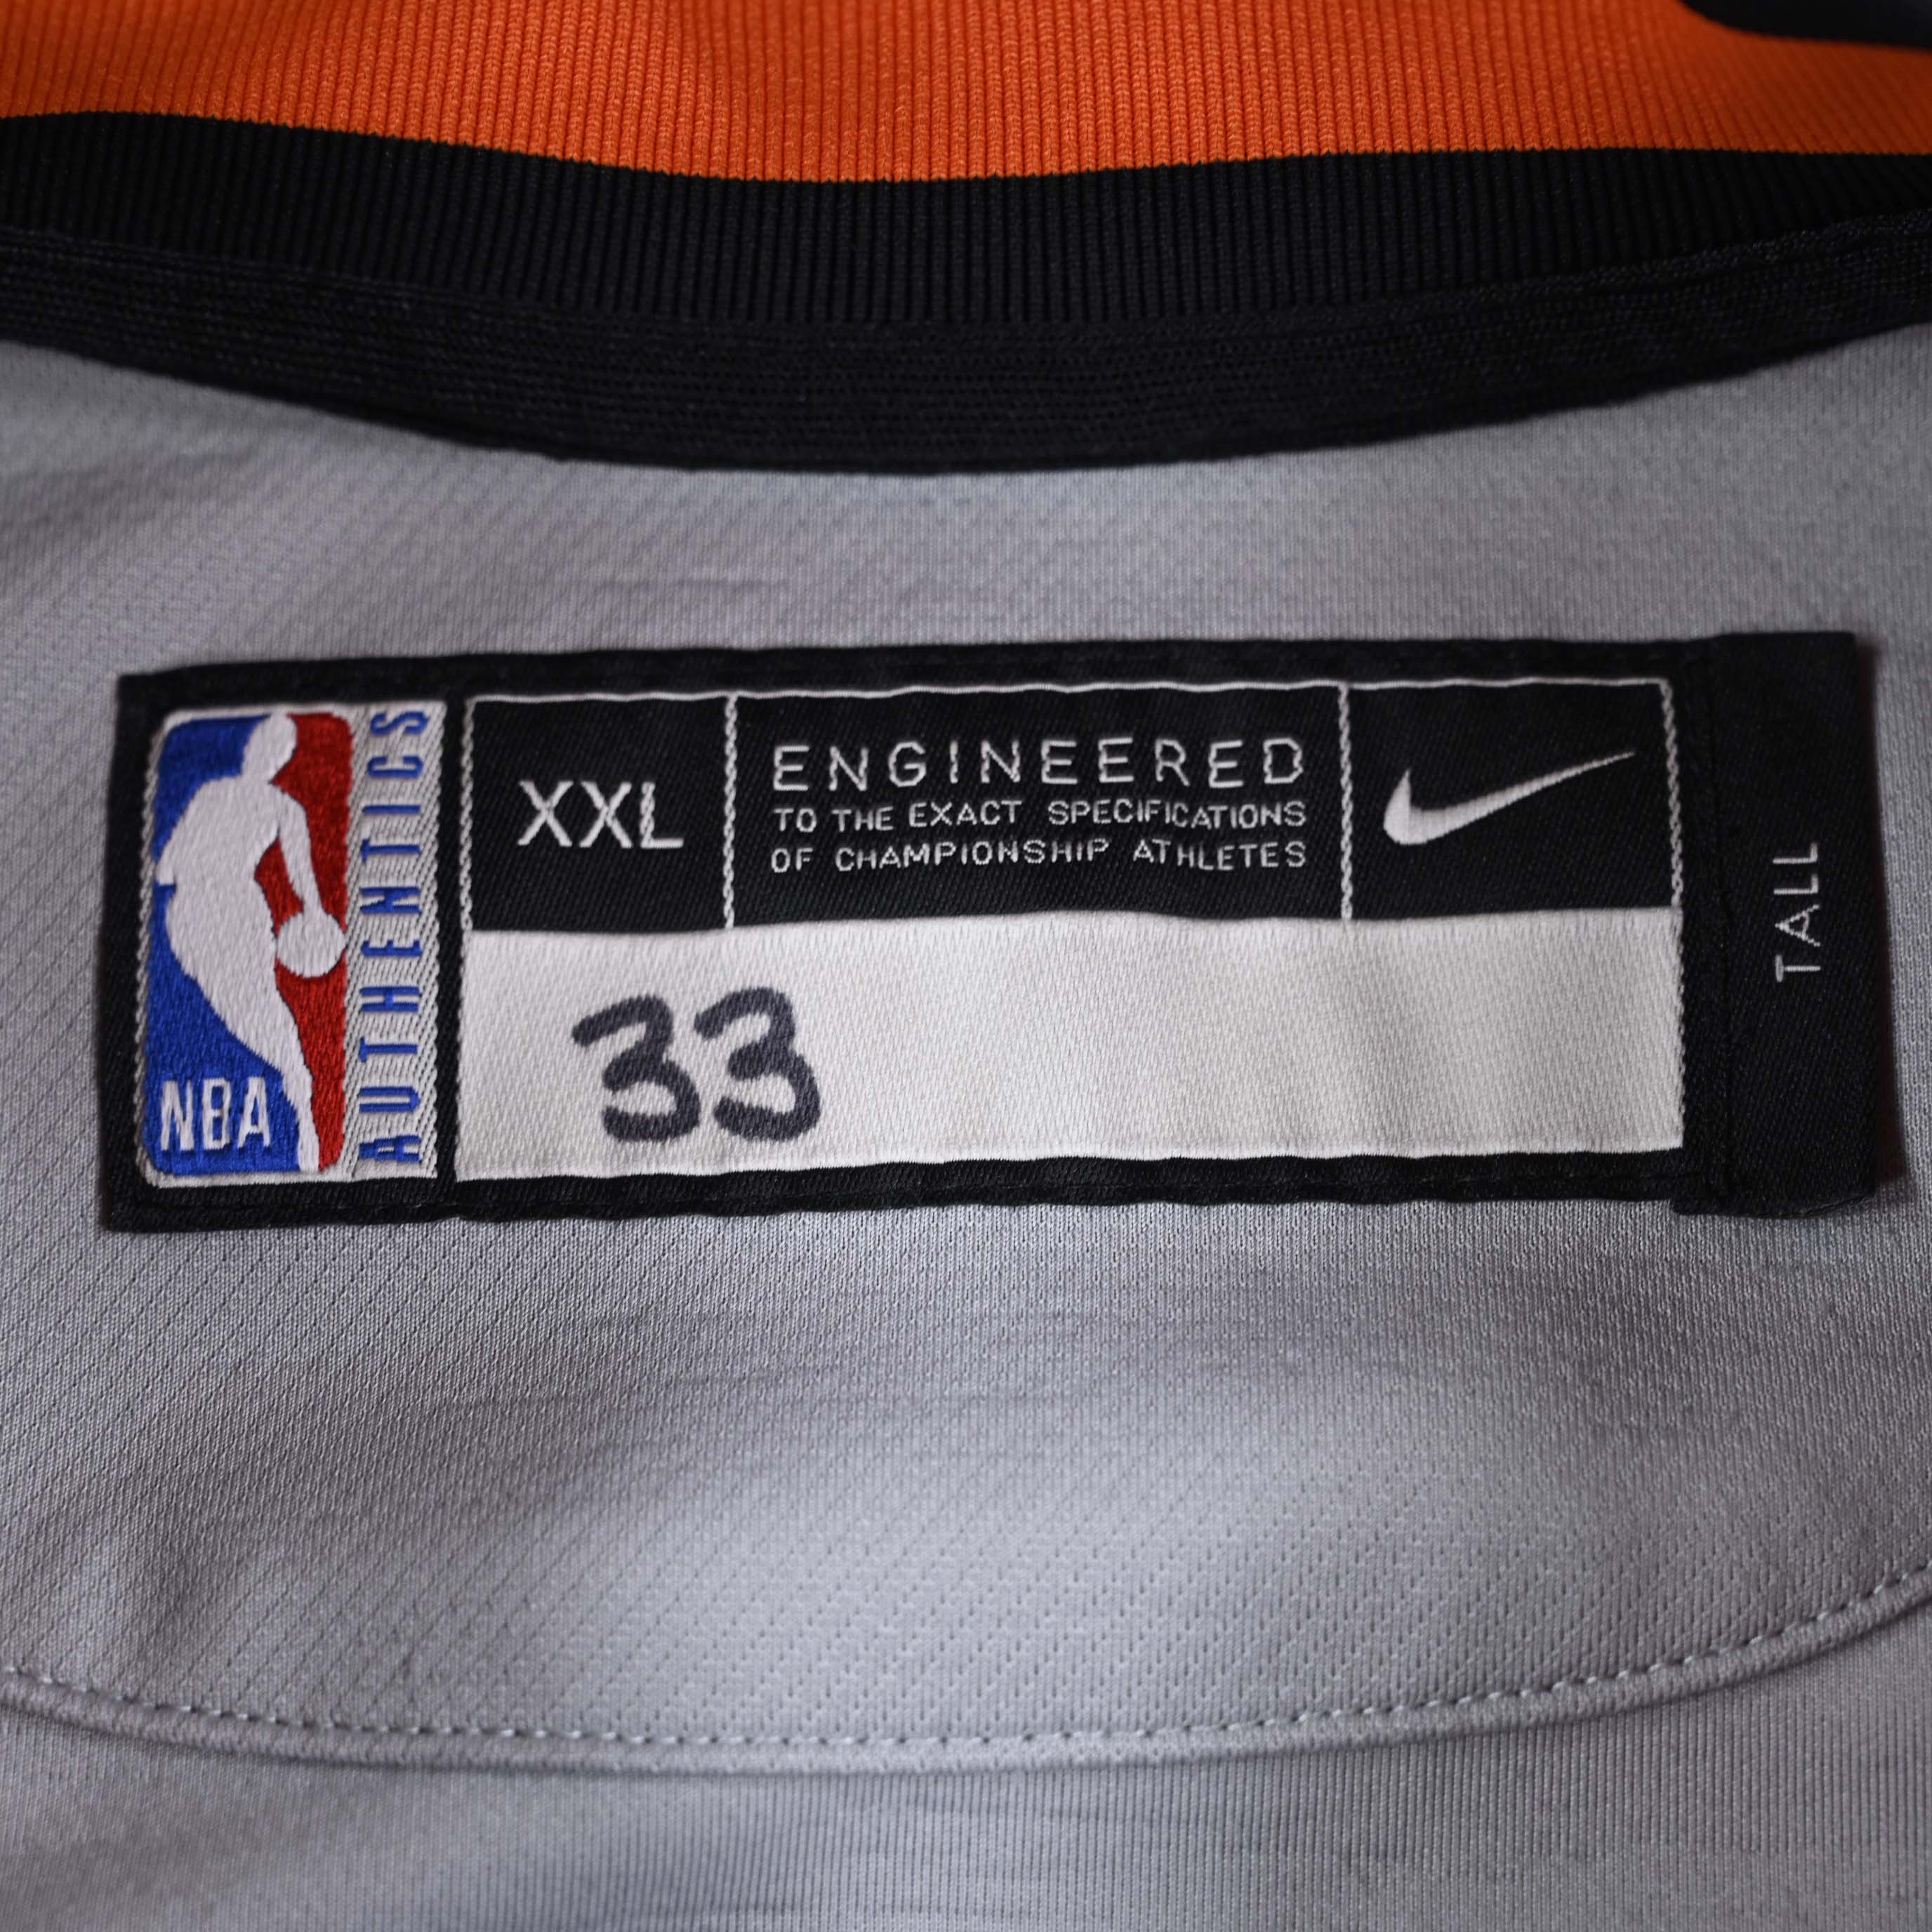 NBA
AUTHENTICS
XXL
ENGINEERED
TO THE EXACT SPECIFICATIONS
OF CHAMPIONSHIP ATHLETES
33
TALL